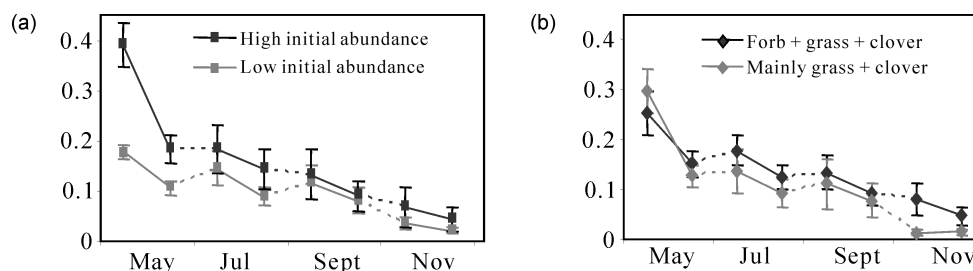 (a)
High initial abundance
Low initial abundance
0.4
0.3
0.2
0.1
0
May Jul Sept Nov
(b)
Forb + grass + clover
Mainly grass + clover
0.4
0.3
0.2
0.1
0
May Jul Sept Nov